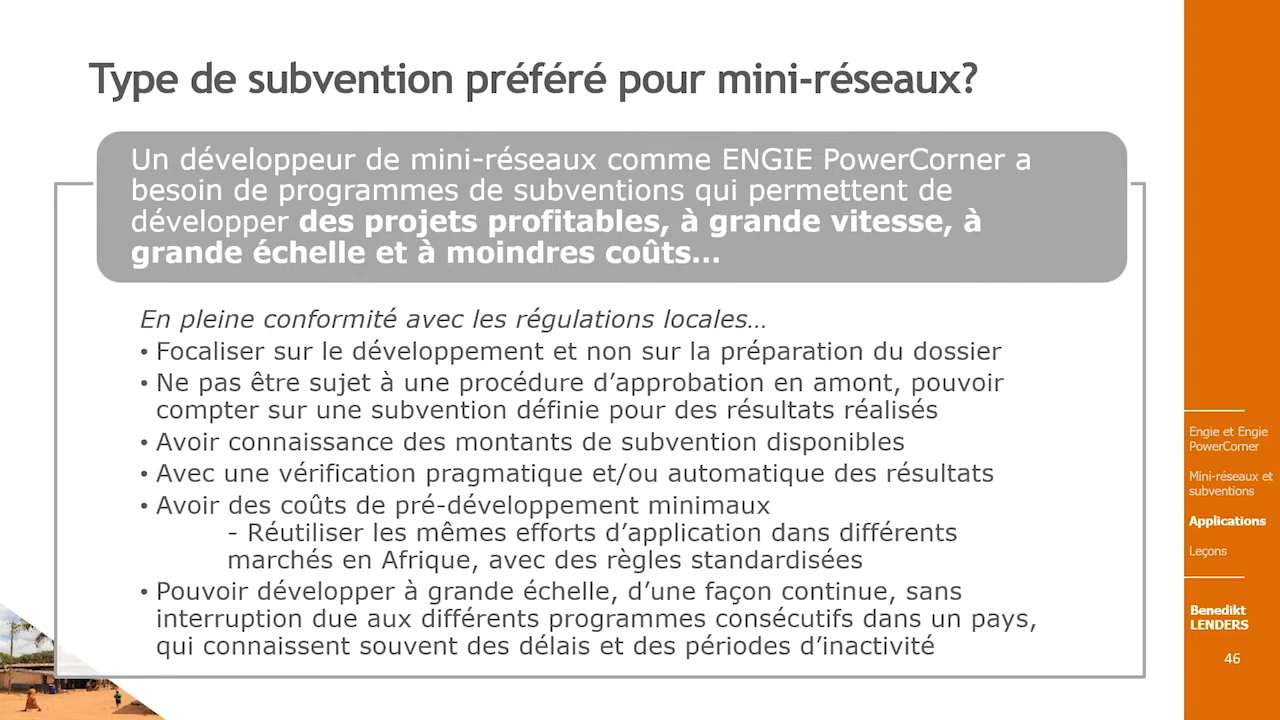 Type de subvention préféré pour mini-réseaux?
Un développeur de mini-réseaux comme ENGIE PowerCorner a
besoin de programmes de subventions qui permettent de
développer des projets profitables, à grande vitesse, à
grande échelle et à moindres coûts…
En pleine conformité avec les régulations locales…
• Focaliser sur le développement et non sur la préparation du dossier
• Ne pas être sujet à une procédure d’approbation en amont, pouvoir
compter sur une subvention définie pour des résultats réalisés
• Avoir connaissance des montants de subvention disponibles
• Avec une vérification pragmatique et/ou automatique des résultats
• Avoir des coûts de pré-développement minimaux
- Réutiliser les mêmes efforts d’application dans différents
marchés en Afrique, avec des règles standardisées
• Pouvoir développer à grande échelle, d’une façon continue, sans
interruption due aux différents programmes consécutifs dans un pays,
qui connaissent souvent des délais et des périodes d’inactivité
Engie et Engie
PowerCorner
Mini-réseaux et
subventions
Applications
Leçons
Benedikt
LENDERS
46